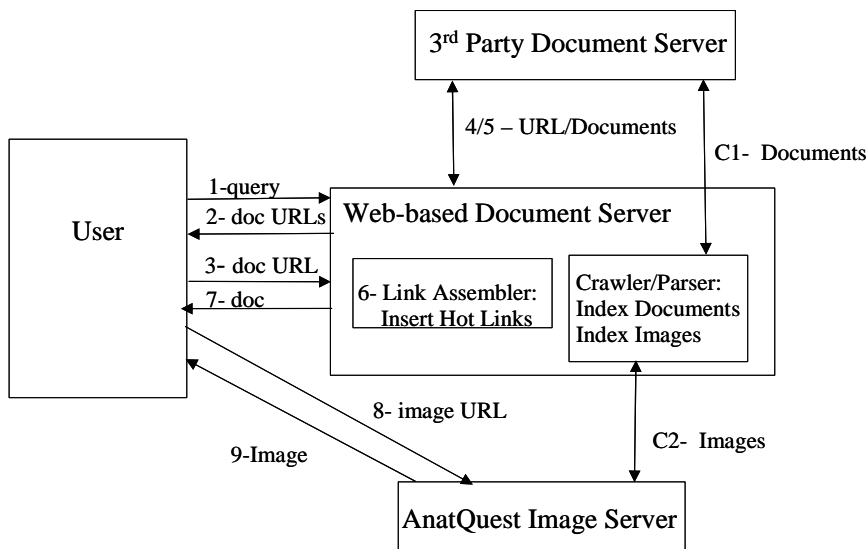 3rd Party Document Server
4/5 – URL/Documents
C1- Documents
1-query
Web-based Document Server
2- doc URLs
User
3- doc URL
Crawler/Parser:
6- Link Assembler:
Index Documents
7- doc
Insert Hot Links
Index Images
8- image URL
C2- Images
9-Image
AnatQuest Image Server